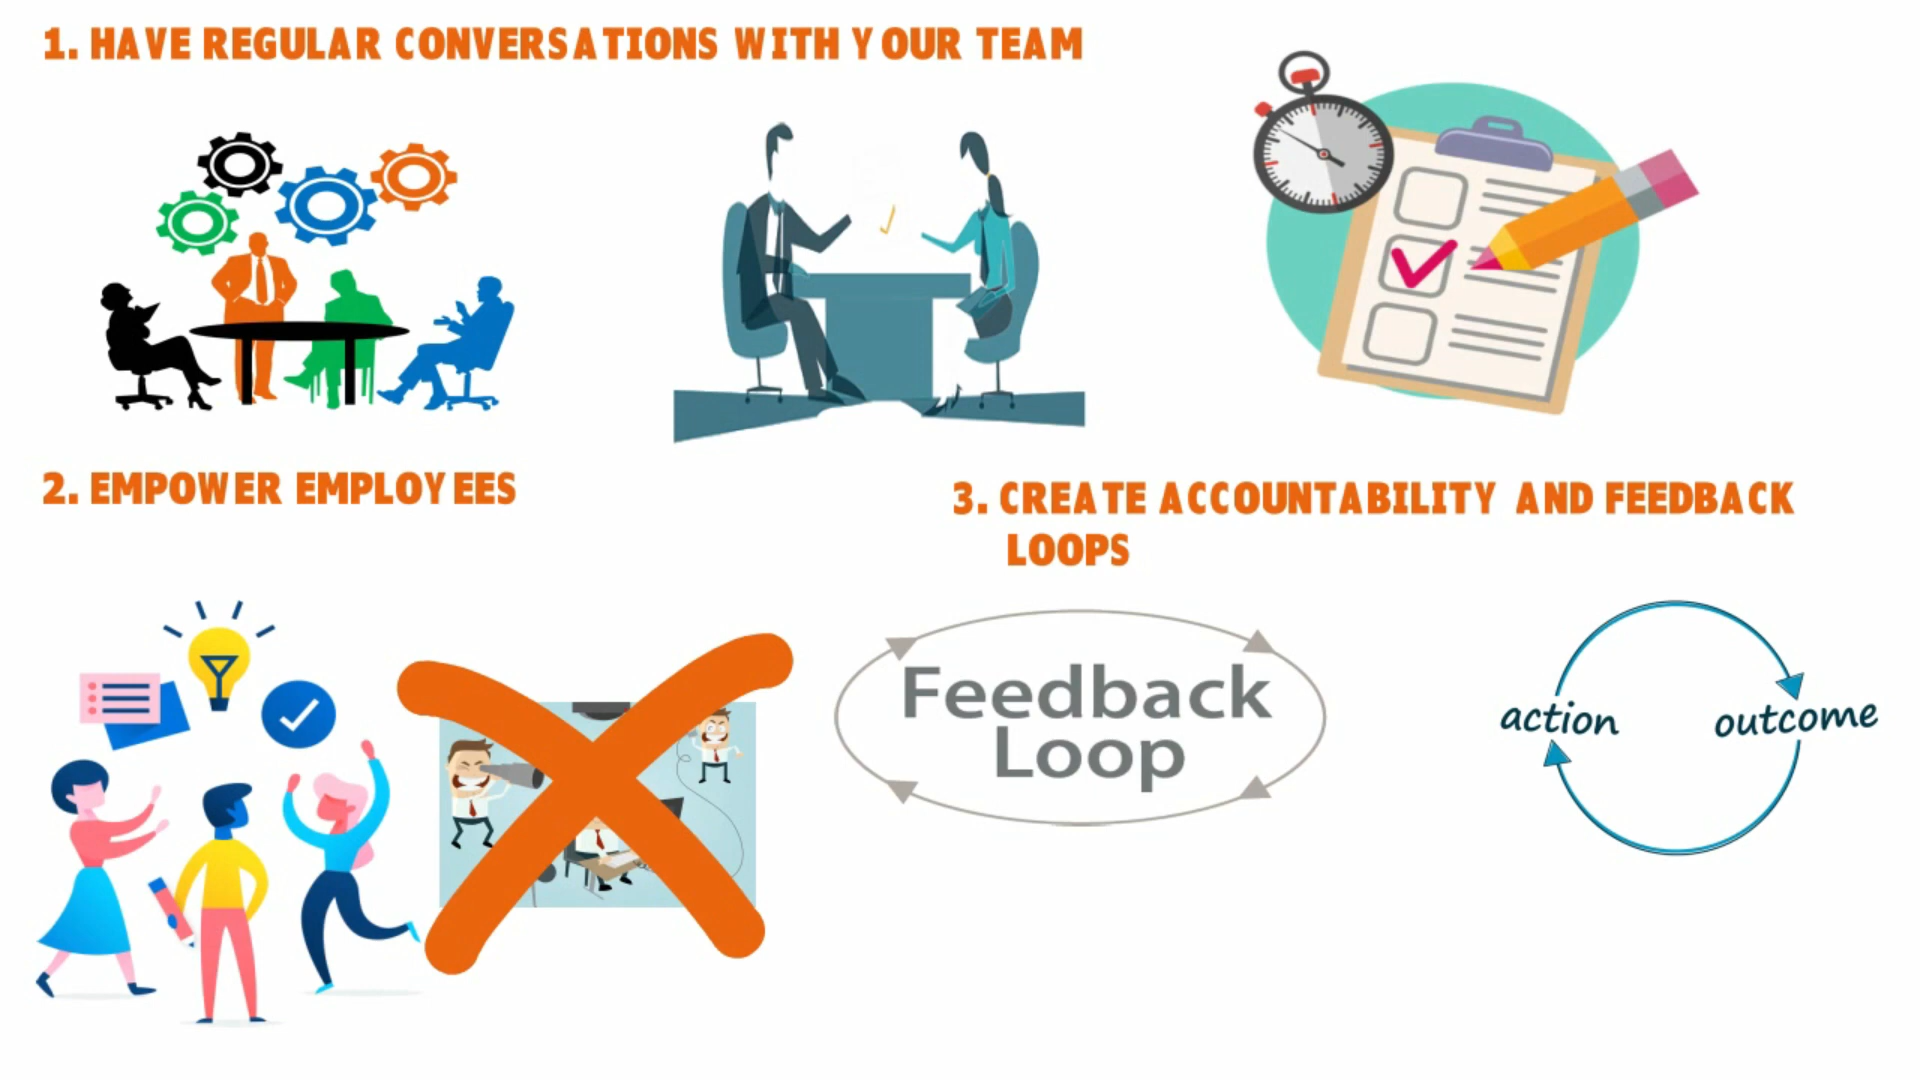 1. HAVE REGULAR CONVERSATIONS WITH YOUR TEAM
2. EMPOWER EMPLOYEES
3. CREATE ACCOUNTABILITY AND FEEDBACK
LOOPS
Feedback
Loop
action
outcome